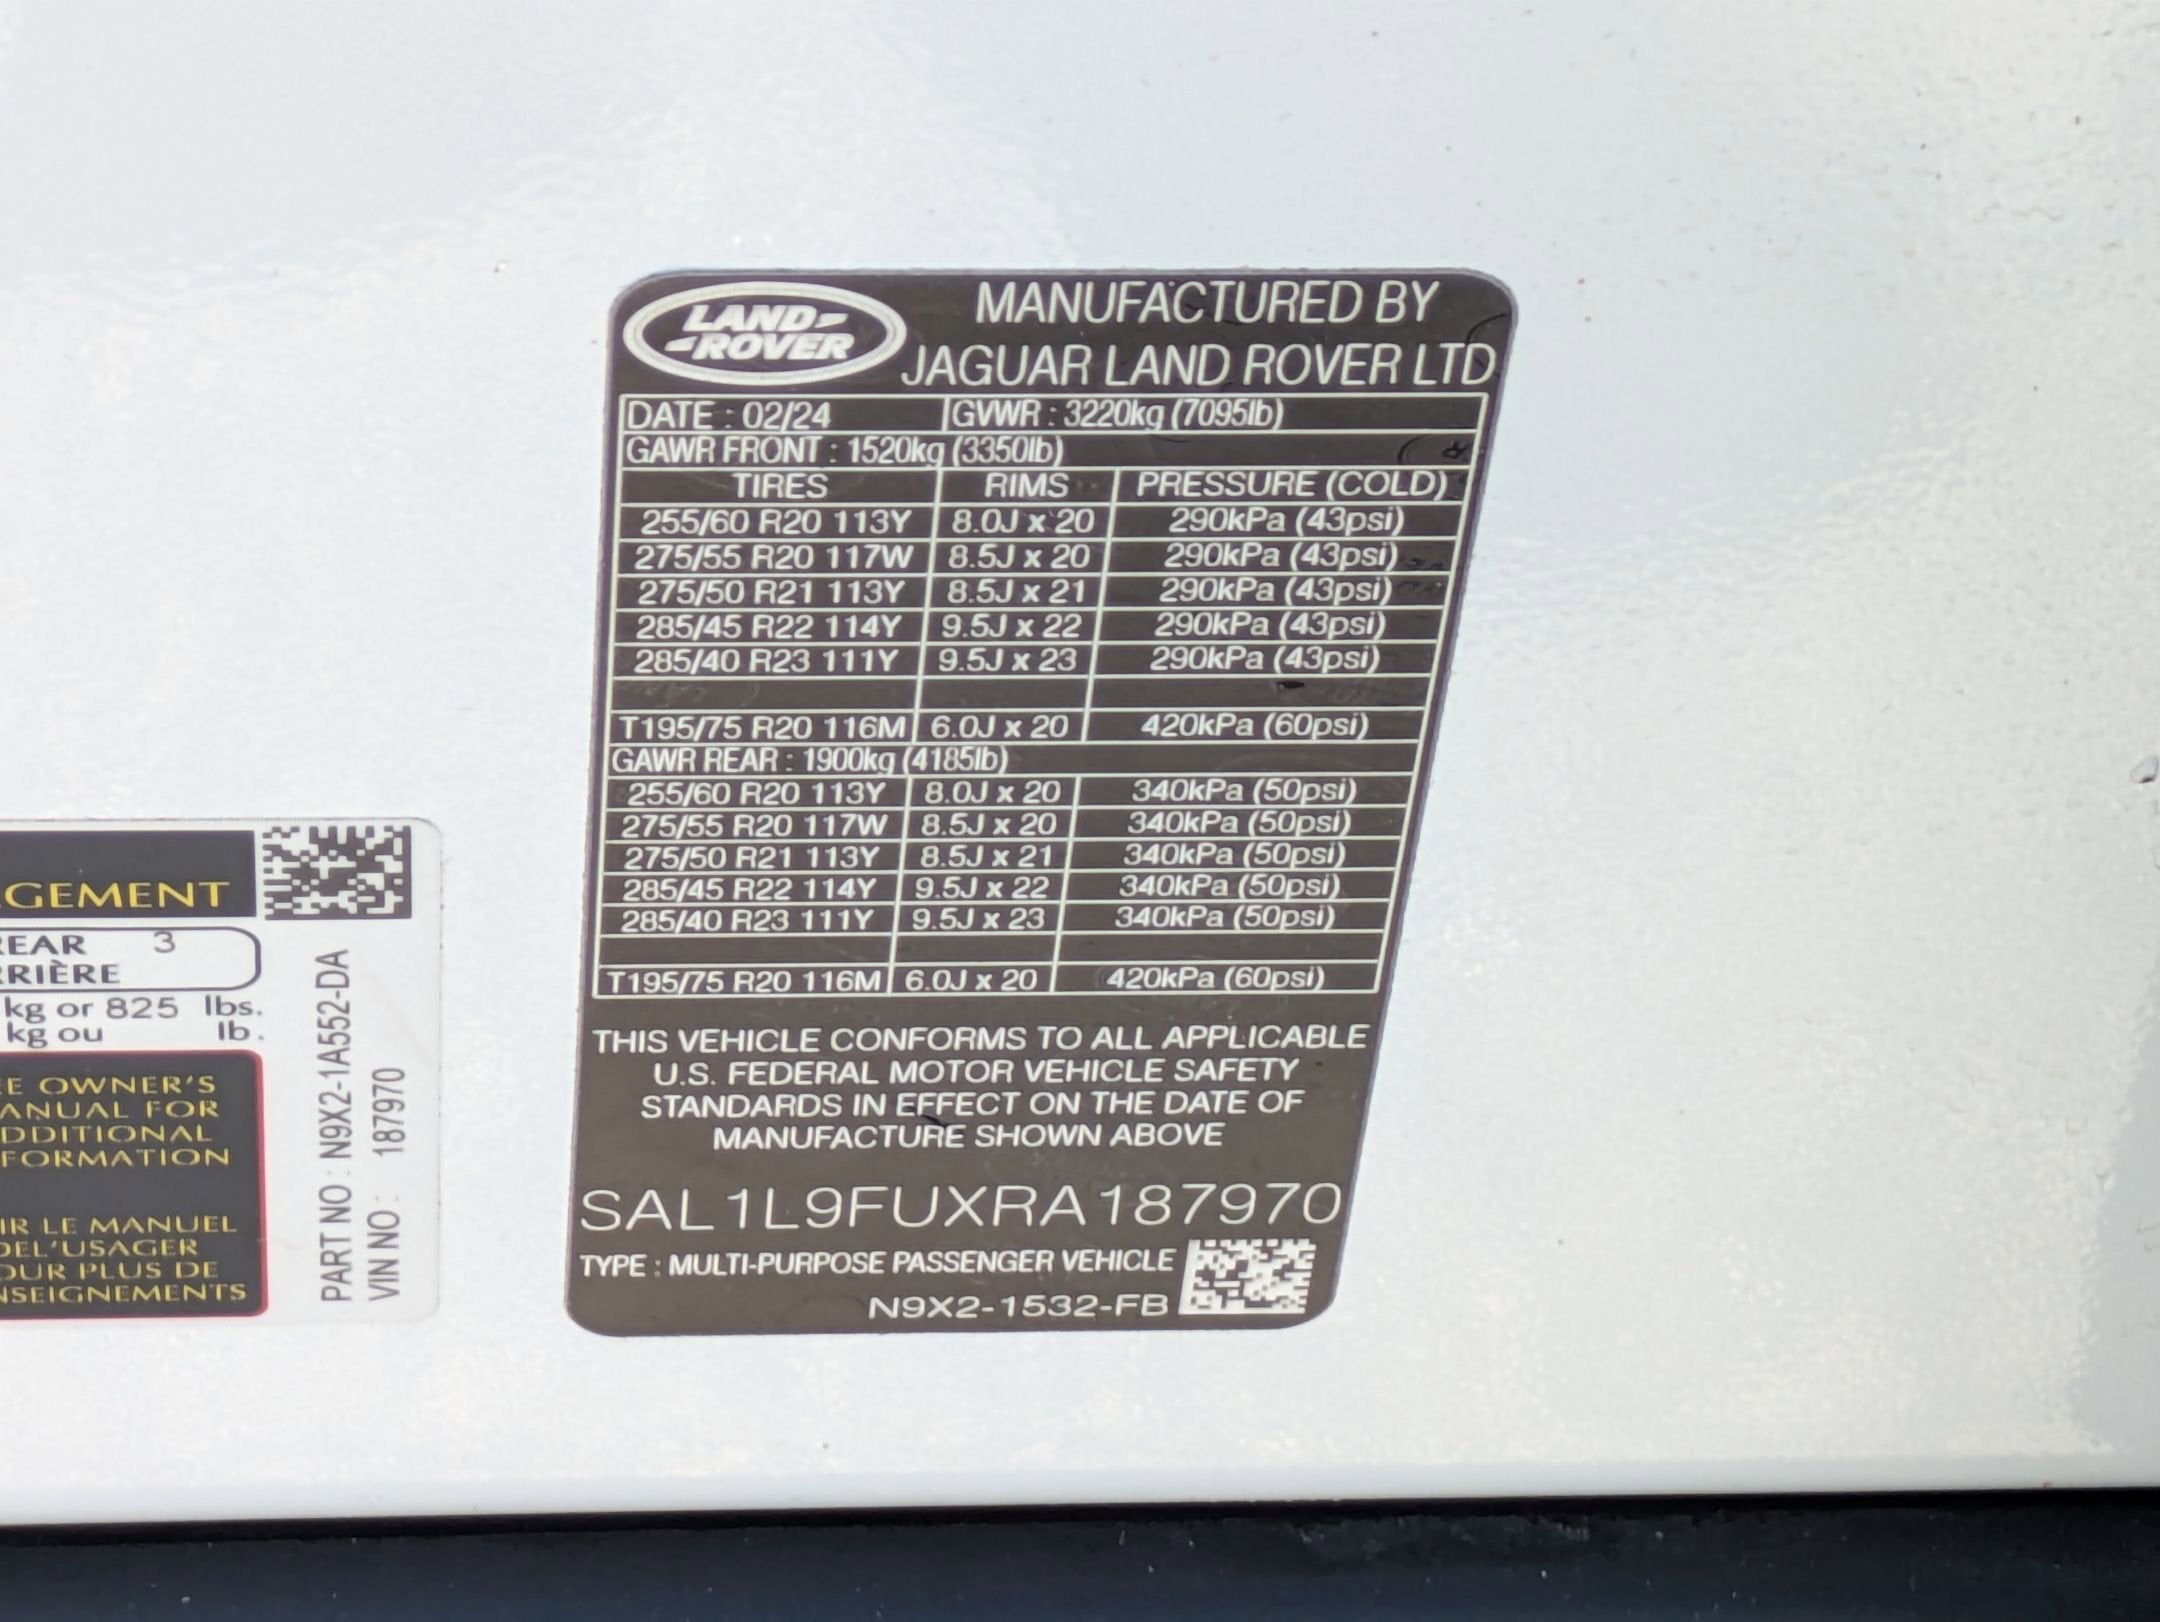 LAND
ROVER
MANUFACTURED BY
JAGUAR LAND ROVER LTD
DATE : 02/24 GVWR : 3220kg (7095lb)
GAWR FRONT : 1520kg (3350lb)
TIRES RIMS PRESSURE (COLD)
255/60 R20 113Y 8.0J x 20 290kPa (43psi)
275/55 R20 117W 8.5J x 20 290kPa (43psi)
275/50 R21 113Y 8.5J x 21 290kPa (43psi)
285/45 R22 114Y 9.5J x 22 290kPa (43psi)
285/40 R23 111Y 9.5J x 23 290kPa (43psi)
T195/75 R20 116M 6.0J x 20 420kPa (60psi)
GAWR REAR : 1900kg (4185lb)
255/60 R20 113Y 8.0J x 20 340kPa (50psi)
275/55 R20 117W 8.5J x 20 340kPa (50psi)
275/50 R21 113Y 8.5J x 21 340kPa (50psi)
285/45 R22 114Y 9.5J x 22 340kPa (50psi)
285/40 R23 111Y 9.5J x 23 340kPa (50psi)
T195/75 R20 116M 6.0J x 20 420kPa (60psi)
THIS VEHICLE CONFORMS TO ALL APPLICABLE
U.S. FEDERAL MOTOR VEHICLE SAFETY
STANDARDS IN EFFECT ON THE DATE OF
MANUFACTURE SHOWN ABOVE
SAL1L9FUXRA187970
TYPE : MULTI-PURPOSE PASSENGER VEHICLE
N9X2-1532-FB
GEMENT
REAR 3
RRIÈRE
kg or 825 lbs.
kg ou lb.
EE OWNER'S
ANUAL FOR
DDITIONAL
FORMATION
IR LE MANUEL
DEL'USAGER
OUR PLUS DE
NSEIGNEMENTS
PART NO : N9X2-1A552-DA
VIN NO : 187970